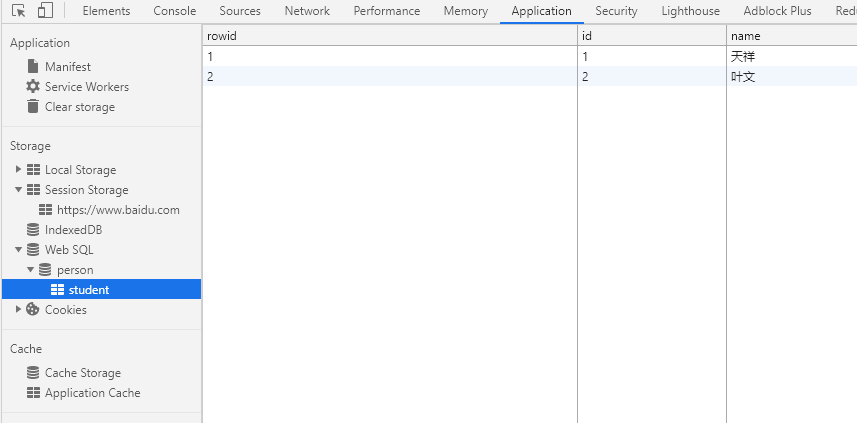 Elements Console Sources Network Performance Memory Application Security Lighthouse Adblock Plus
Application
Manifest
Service Workers
Clear storage
Storage
Local Storage
Session Storage
https://www.baidu.com
IndexedDB
Web SQL
person
student
Cookies
Cache
Cache Storage
Application Cache
rowid id name
1 1 天祥
2 2 叶文